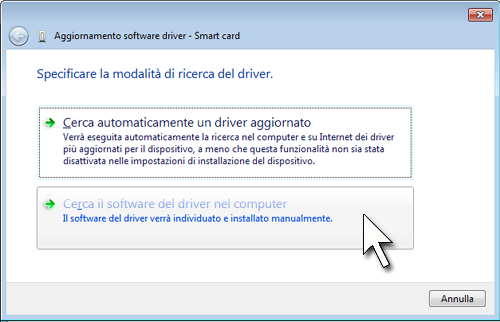 Aggiornamento software driver - Smart card
Specificare la modalità di ricerca del driver.
Cerca automaticamente un driver aggiornato
Verrà eseguita automaticamente la ricerca nel computer e su Internet dei driver
più aggiornati per il dispositivo, a meno che questa funzionalità non sia stata
disattivata nelle impostazioni di installazione del dispositivo.
Cerca il software del driver nel computer
Il software del driver verrà individuato e installato manualmente.
Annulla